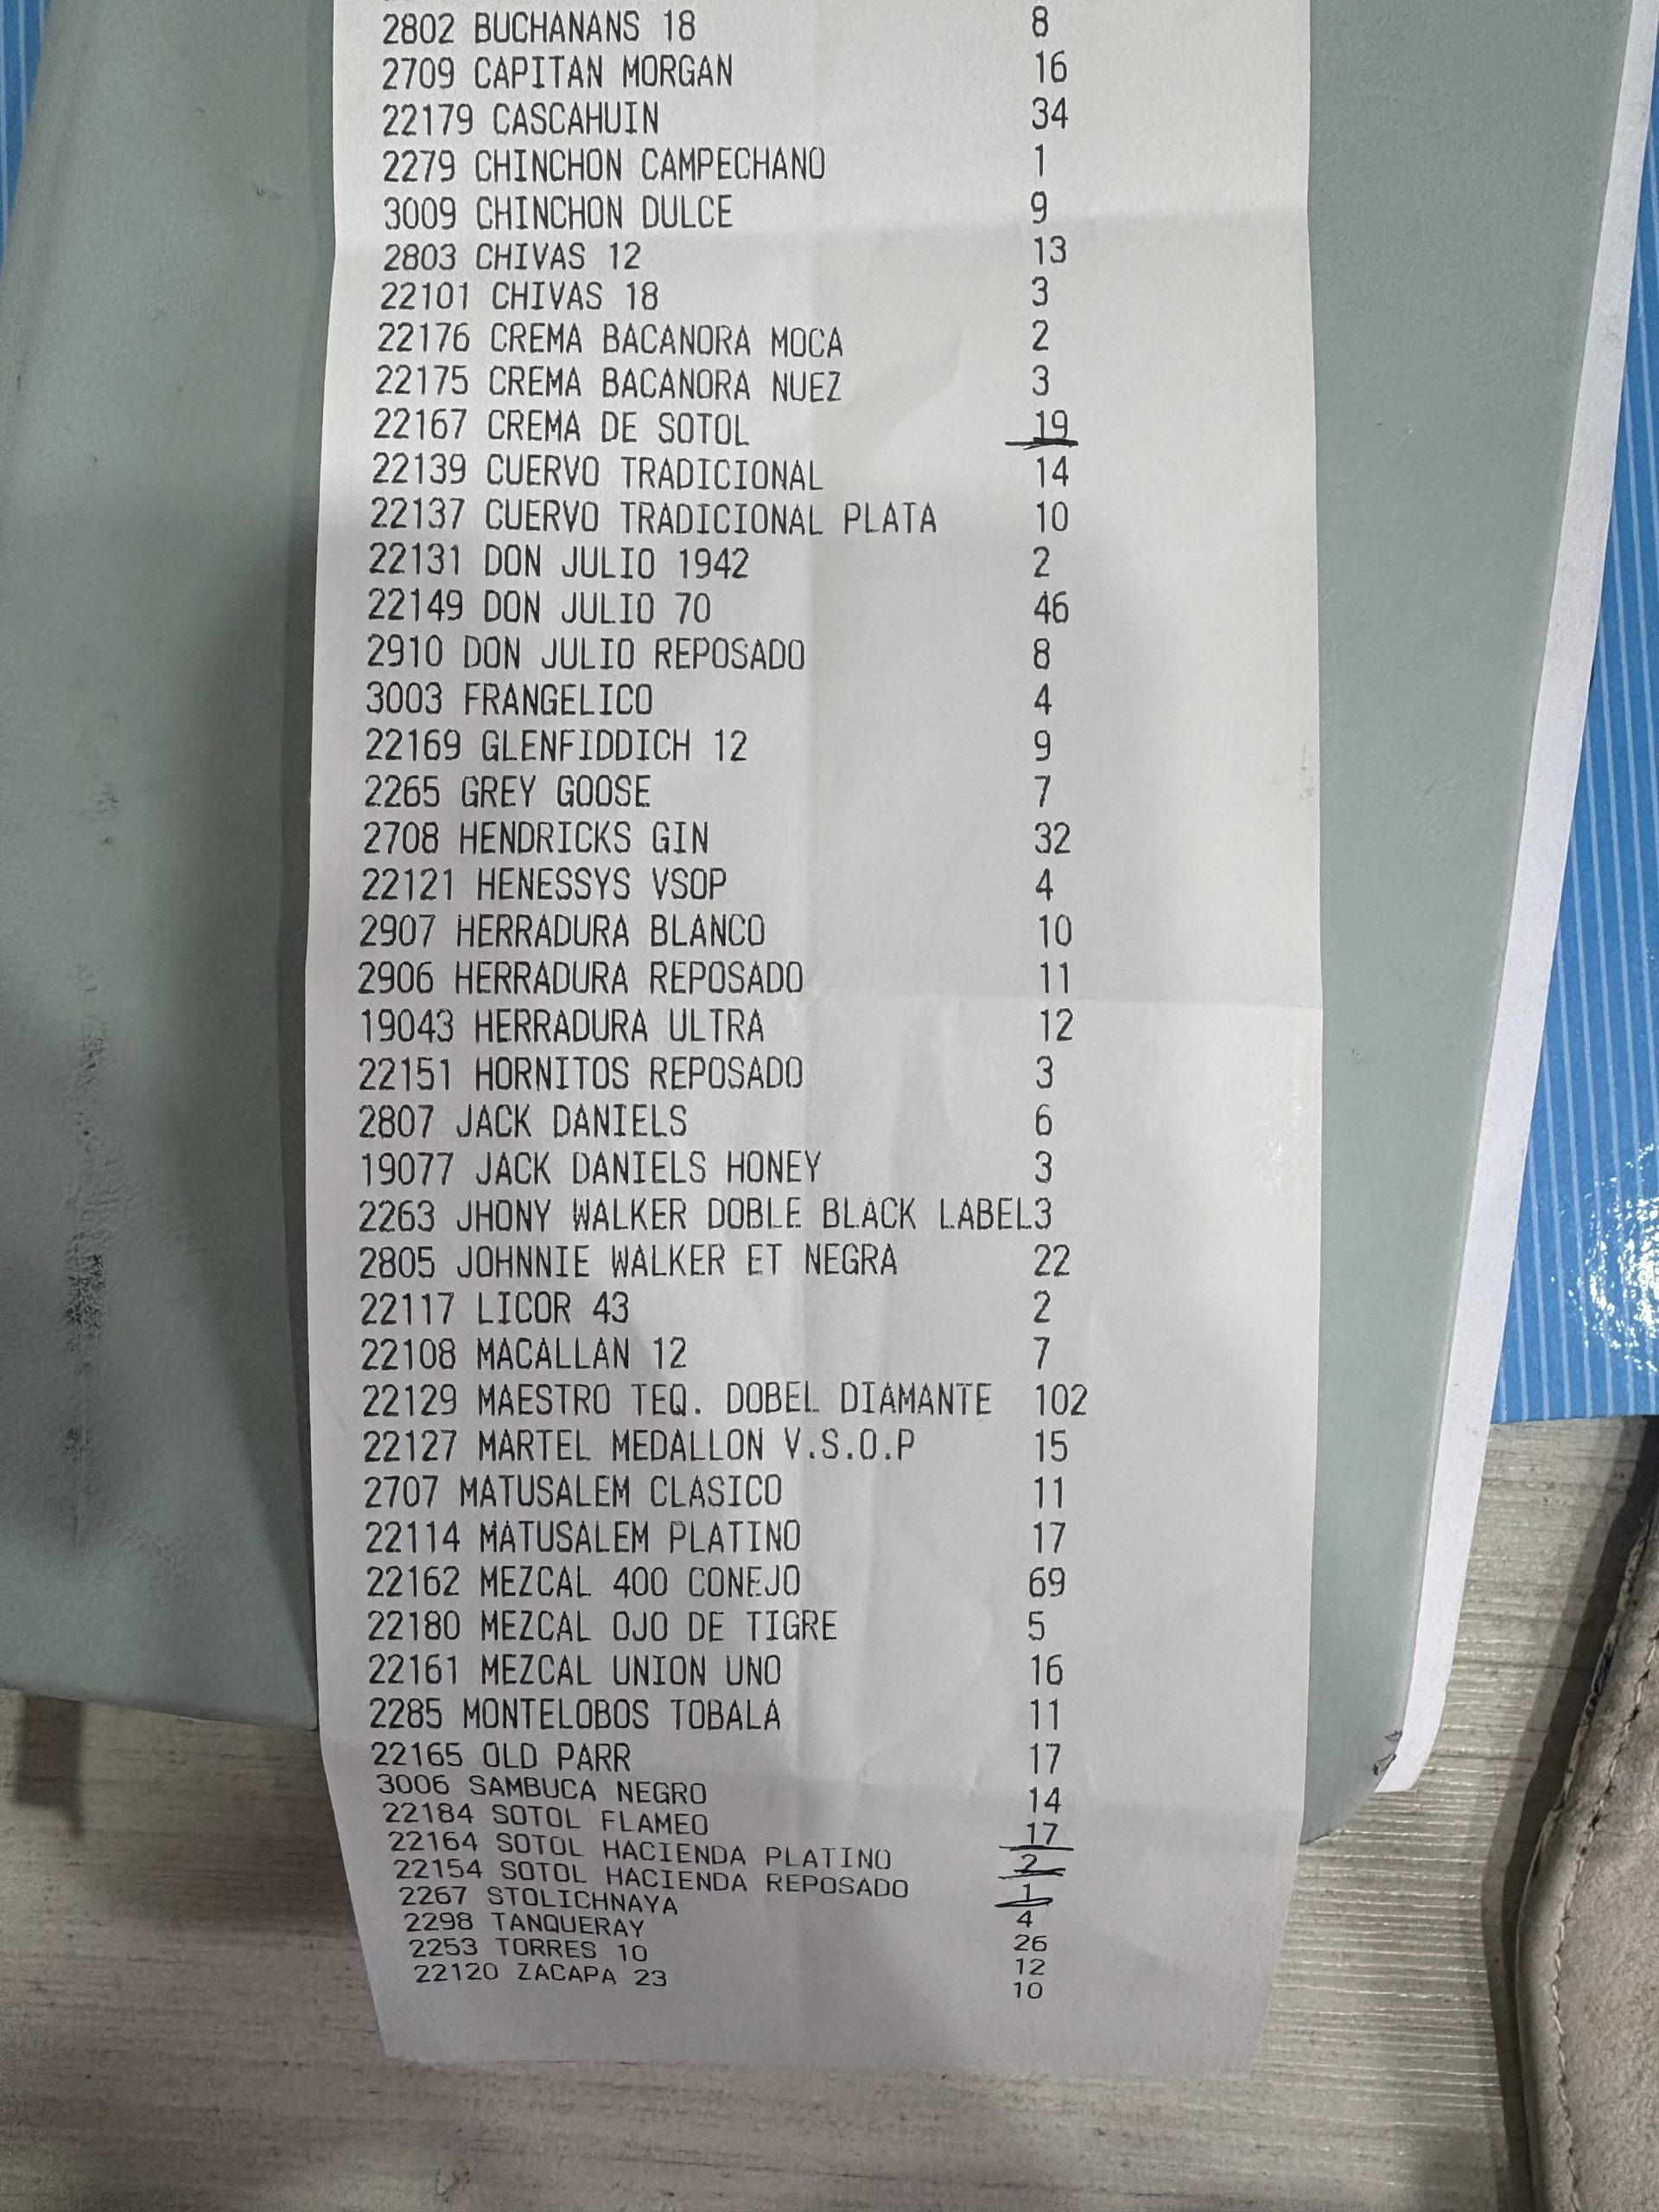 2802 BUCHANANS 18 8
2709 CAPITAN MORGAN 16
22179 CASCAHUIN 34
2279 CHINCHON CAMPECHANO 1
3009 CHINCHON DULCE 9
2803 CHIVAS 12 13
22101 CHIVAS 18 3
22176 CREMA BACANORA MOCA 2
22175 CREMA BACANORA NUEZ 3
22167 CREMA DE SOTOL 19
22139 CUERVO TRADICIONAL 14
22137 CUERVO TRADICIONAL PLATA 10
22131 DON JULIO 1942 2
22149 DON JULIO 70 46
2910 DON JULIO REPOSADO 8
3003 FRANGELICO 4
22169 GLENFIDDICH 12 9
2265 GREY GOOSE 7
2708 HENDRICKS GIN 32
22121 HENESSYS VSOP 4
2907 HERRADURA BLANCO 10
2906 HERRADURA REPOSADO 11
19043 HERRADURA ULTRA 12
22151 HORNITOS REPOSADO 3
2807 JACK DANIELS 6
19077 JACK DANIELS HONEY 3
2263 JHONY WALKER DOBLE BLACK LABEL3
2805 JOHNNIE WALKER ET NEGRA 22
22117 LICOR 43 2
22108 MACALLAN 12 7
22129 MAESTRO TEQ. DOBEL DIAMANTE 102
22127 MARTEL MEDALLON V.S.O.P 15
2707 MATUSALEM CLASICO 11
22114 MATUSALEM PLATINO 17
22162 MEZCAL 400 CONEJO 69
22180 MEZCAL OJO DE TIGRE 5
22161 MEZCAL UNION UNO 16
2285 MONTELOBOS TOBALA 11
22165 OLD PARR 17
3006 SAMBUCA NEGRO 14
22184 SOTOL FLAMEO 17
22164 SOTOL HACIENDA PLATINO 2
22154 SOTOL HACIENDA REPOSADO 1
2267 STOLICHNAYA 4
2298 TANQUERAY 26
2253 TORRES 10 12
22120 ZACAPA 23 10